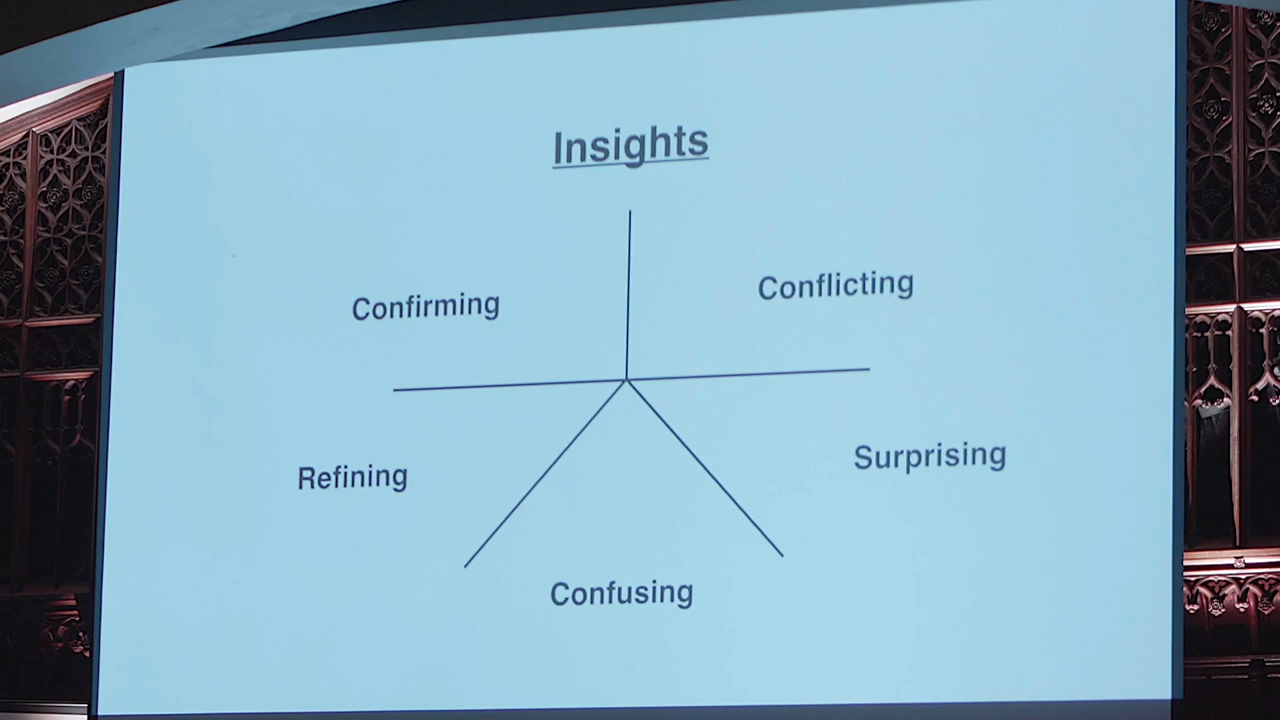 Insights
Confirming
Conflicting
Refining
Surprising
Confusing